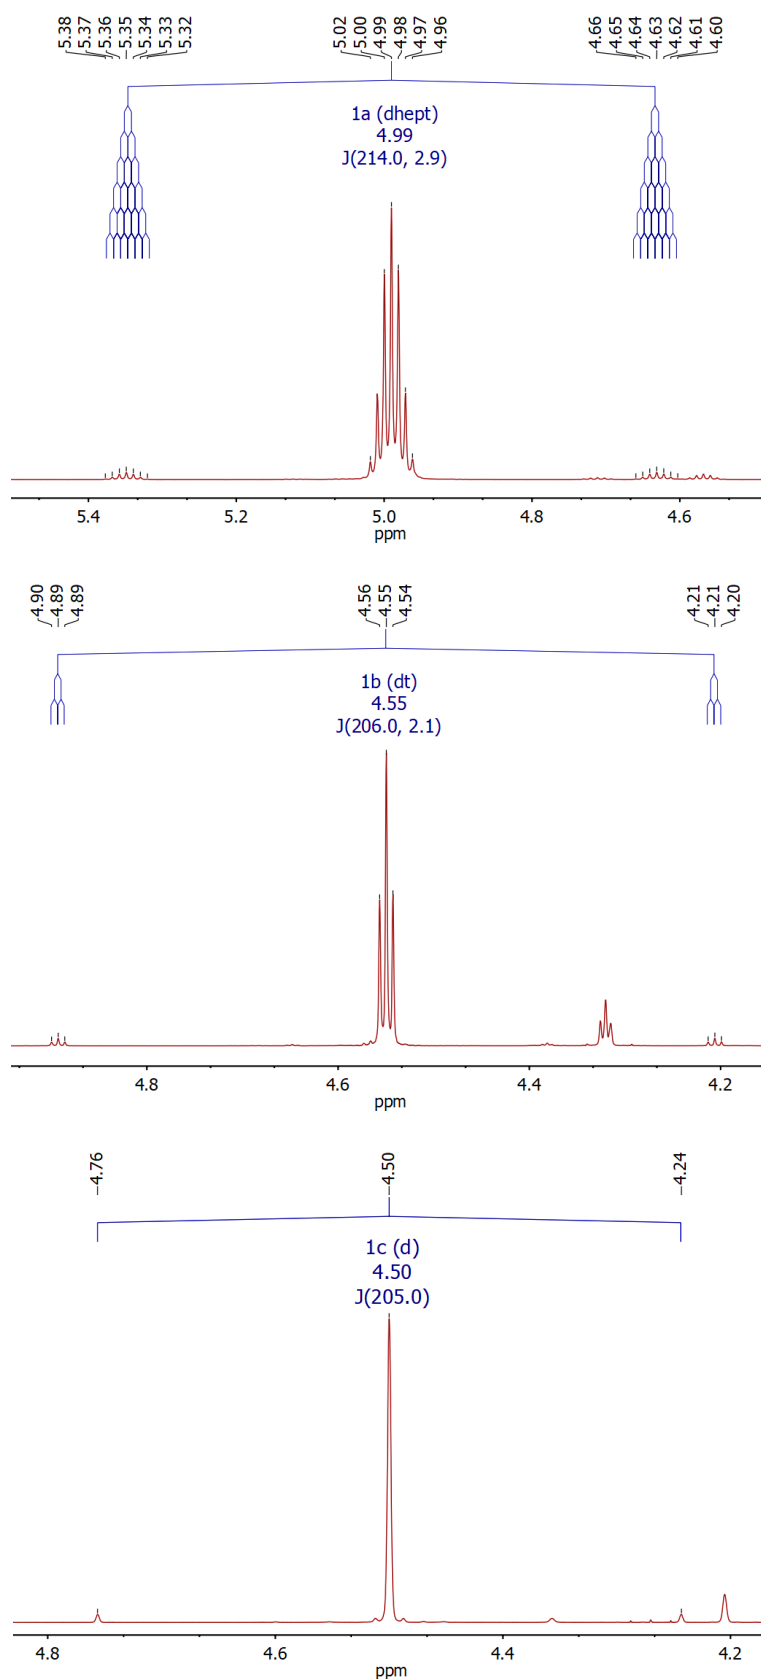 5.38 5.37 5.36 5.35 5.34 5.33 5.32 5.02 5.00 4.99 4.98 4.97 4.96 4.66 4.65 4.64 4.63 4.62 4.61 4.60
1a (dhept)
4.99
J(214.0, 2.9)
5.4 5.2 5.0 4.8 4.6
ppm
4.90 4.89 4.89 4.56 4.55 4.54 4.21 4.21 4.20
1b (dt)
4.55
J(206.0, 2.1)
4.8 4.6 4.4 4.2
ppm
4.76 4.50 4.24
1c (d)
4.50
J(205.0)
4.8 4.6 4.4 4.2
ppm